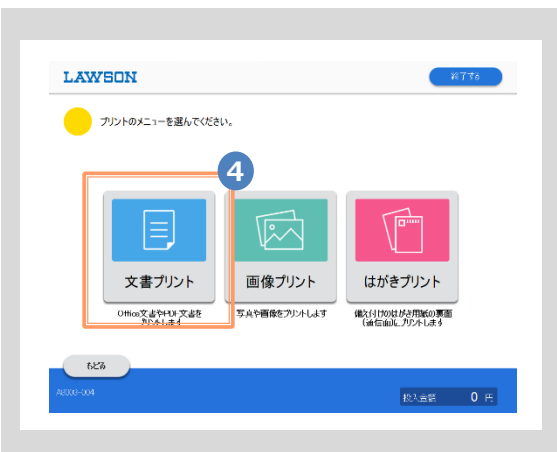 LAWSON
終了する
プリントのメニューを選んでください。
4
文書プリント
画像プリント
はがきプリント
Office文書やPDF文書を
プリントします
写真や画像をプリントします
備え付けのはがき用紙の裏面
(通信面)にプリントします
もどる
投入金額 0 円